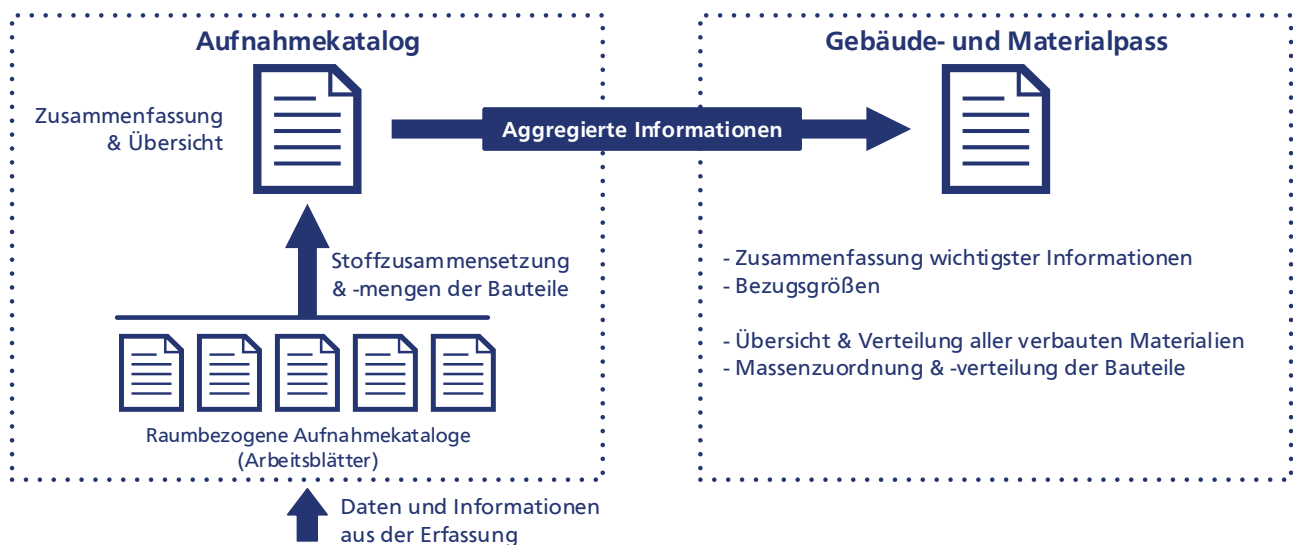 Aufnahmekatalog
Zusammenfassung
& Übersicht
Stoffzusammensetzung
& -mengen der Bauteile
Raumbezogene Aufnahmekataloge
(Arbeitsblätter)
Daten und Informationen
aus der Erfassung
Aggregierte Informationen
Gebäude- und Materialpass
- Zusammenfassung wichtigster Informationen
- Bezugsgrößen
- Übersicht & Verteilung aller verbauten Materialien
- Massenzuordnung & -verteilung der Bauteile